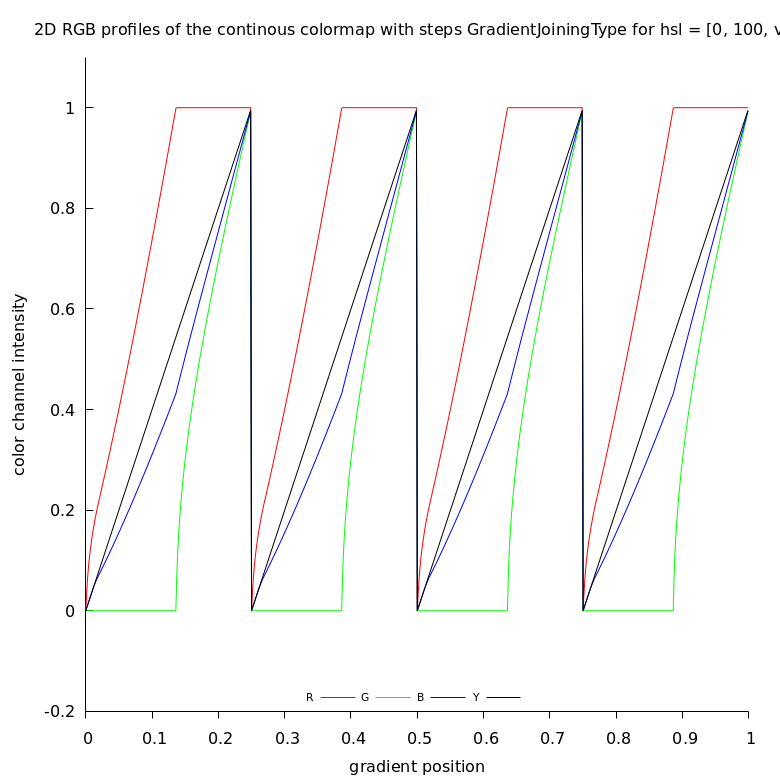 2D RGB profiles of the continous colormap with steps GradientJoiningType for hsl = [0, 100, v
1
0.8
0.6
0.4
0.2
0
-0.2
color channel intensity
R G B Y
0 0.1 0.2 0.3 0.4 0.5 0.6 0.7 0.8 0.9 1
gradient position